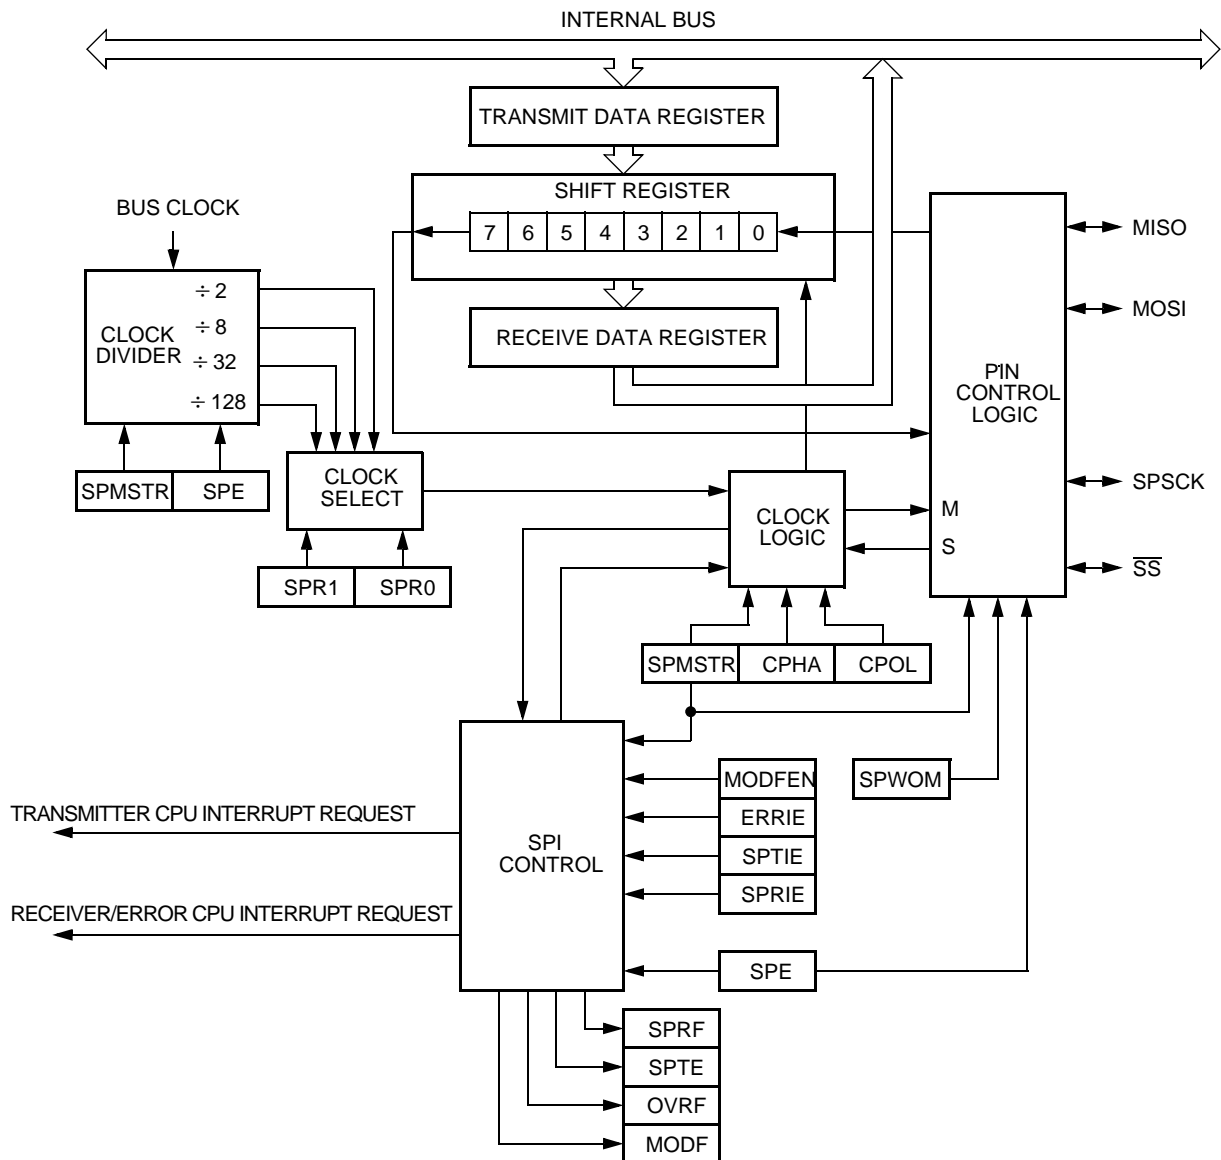 INTERNAL BUS
TRANSMIT DATA REGISTER
SHIFT REGISTER
7 6 5 4 3 2 1 0
BUS CLOCK
MISO
÷ 2
MOSI
÷ 8
CLOCK
DIVIDER
RECEIVE DATA REGISTER
÷ 32
÷ 128
PIN
CONTROL
LOGIC
SPMSTR SPE
CLOCK
SELECT
SPSCK
CLOCK
LOGIC
M
S
SS
SPR1 SPR0
SPMSTR CPHA CPOL
MODFEN
SPWOM
TRANSMITTER CPU INTERRUPT REQUEST
ERRIE
SPI
CONTROL
SPTIE
SPRIE
RECEIVER/ERROR CPU INTERRUPT REQUEST
SPE
SPRF
SPTE
OVRF
MODF